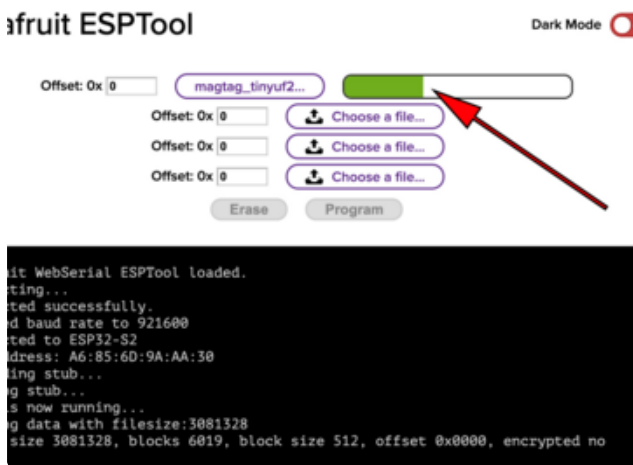 afruit ESPTool
Dark Mode
Offset: 0x 0 magtag_tinyuf2...
Offset: 0x 0 Choose a file...
Offset: 0x 0 Choose a file...
Offset: 0x 0 Choose a file...
Erase Program
it WebSerial ESPTool loaded.
ting...
ted successfully.
d baud rate to 921600
ted to ESP32-S2
ddress: A6:85:6D:9A:AA:30
ing stub...
g stub...
s now running...
g data with filesize:3081328
size 3081328, blocks 6019, block size 512, offset 0x0000, encrypted no